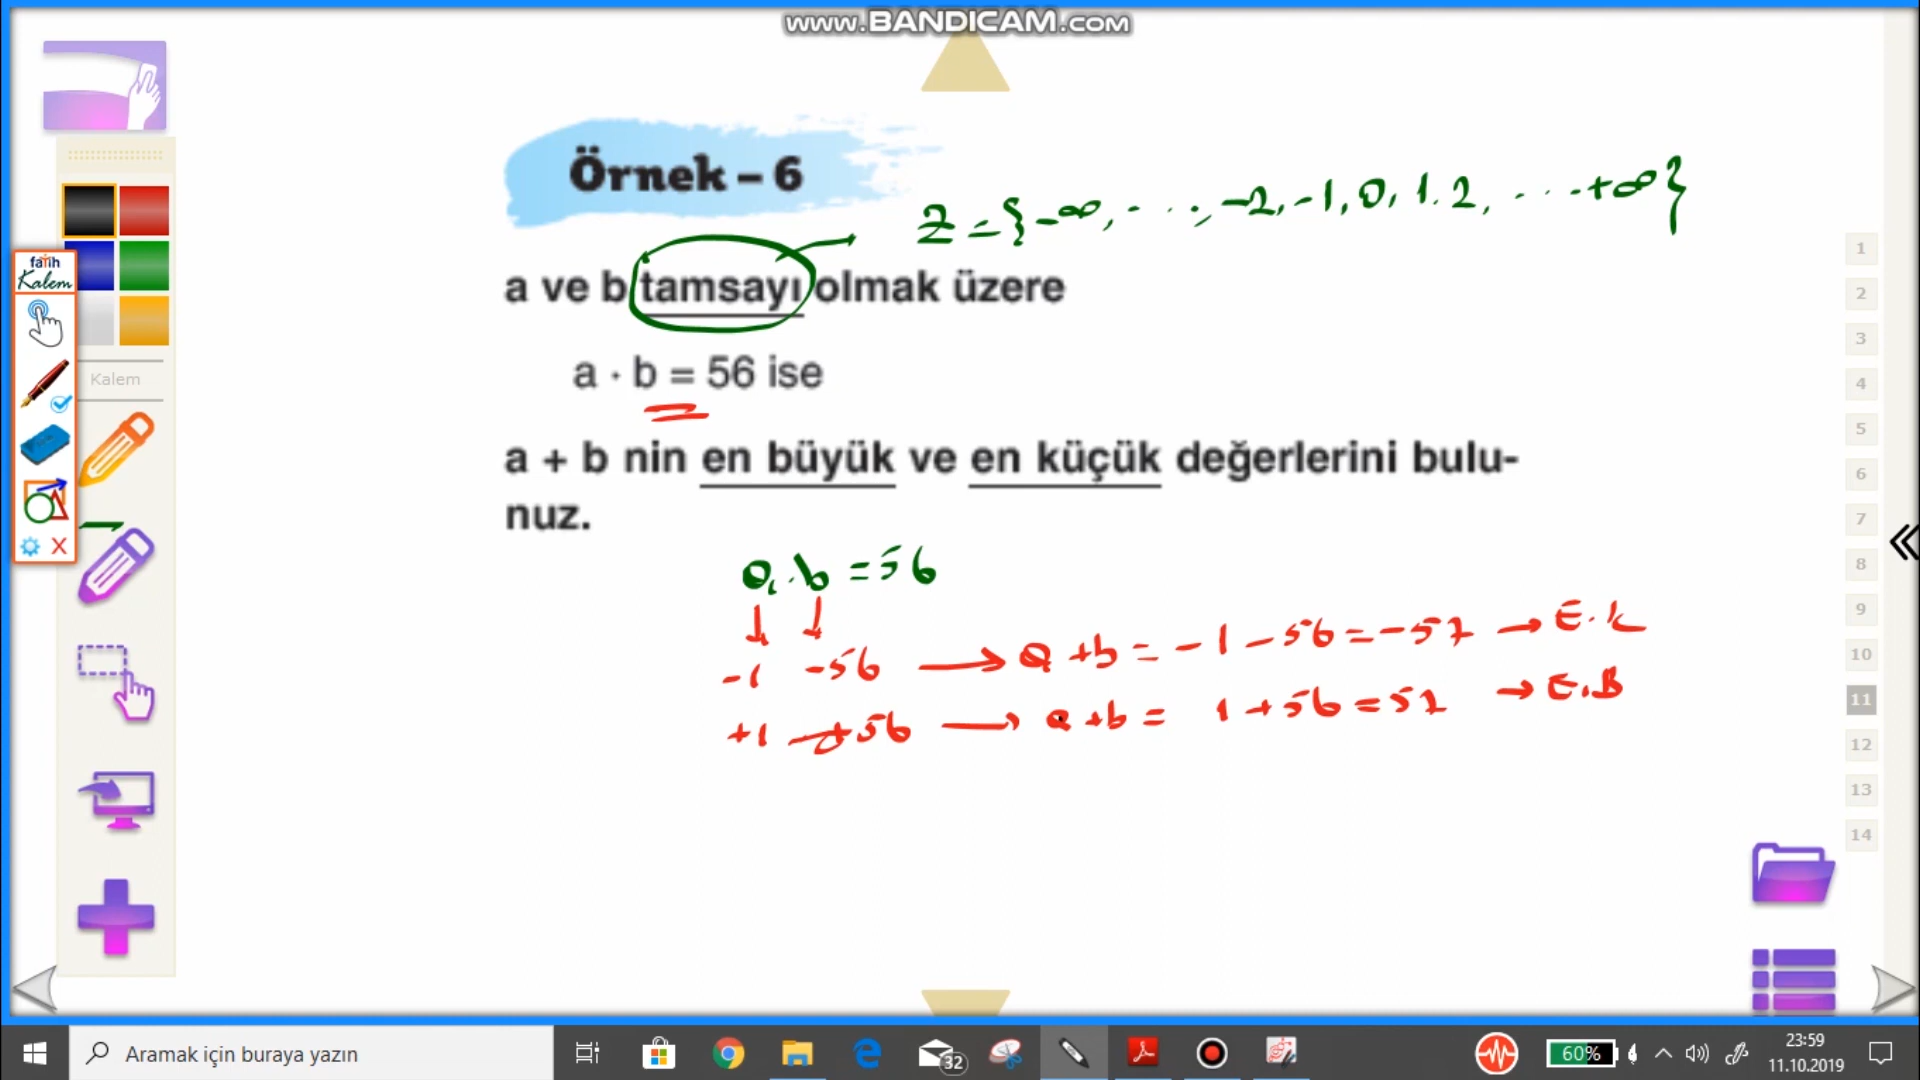 www.BANDICAM.com
Örnek – 6
Z = {-∞, ..., -2, -1, 0, 1, 2, ... +∞}
a ve b tamsayı olmak üzere
a · b = 56 ise
a + b nin en büyük ve en küçük değerlerini bulu-
nuz.
a . b = 56
-1 -56 → a + b = -1 - 56 = -57 → E.K
+1 +56 → a + b = 1 + 56 = 57 → E.B
fatih
Kalem
Kalem
1
2
3
4
5
6
7
8
9
10
11
12
13
14
Aramak için buraya yazın
32
60%
23:59
11.10.2019